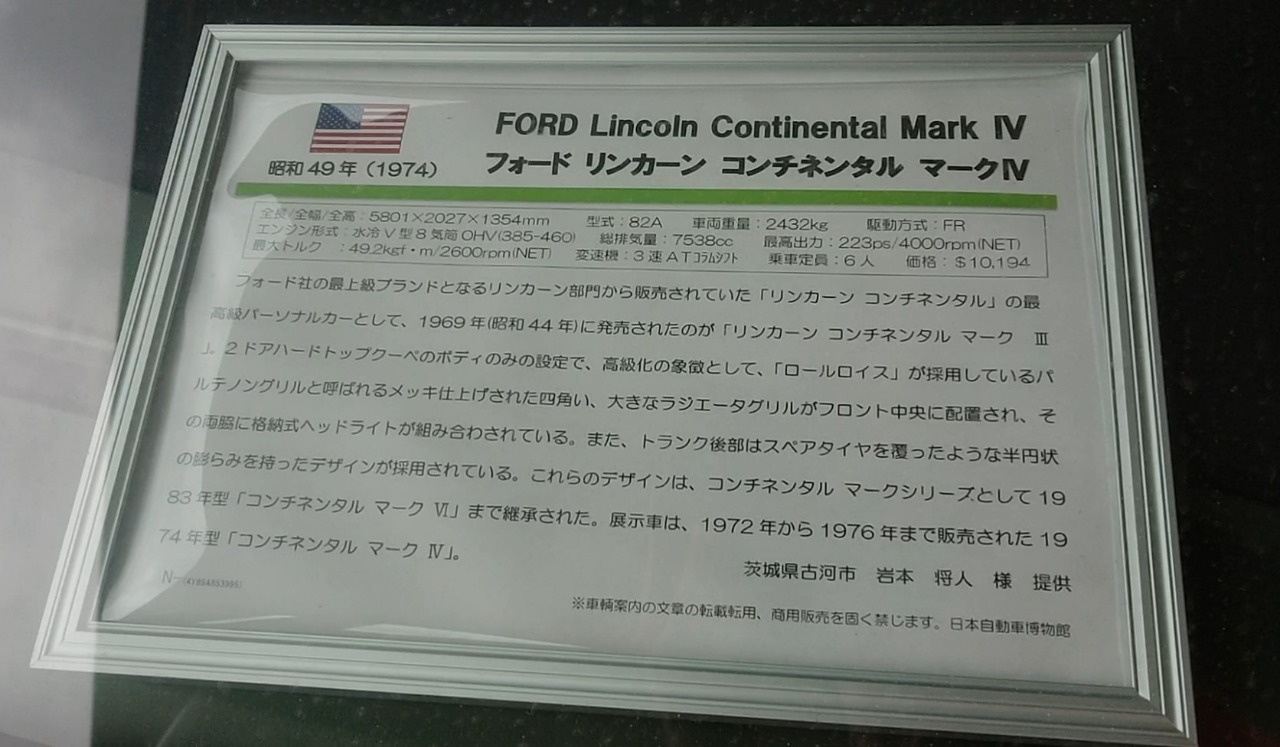 FORD Lincoln Continental Mark Ⅳ
昭和49年（1974） フォード リンカーン コンチネンタル マークⅣ
全長/全幅/全高：5801×2027×1354mm 型式：82A 車両重量：2432kg 駆動方式：FR
エンジン形式：水冷V型8気筒OHV(385-460) 総排気量：7538cc 最高出力：223ps/4000rpm(NET)
最大トルク ：49.2kgf・m/2600rpm(NET) 変速機：3速ATコラムシフト 乗車定員：6人 価格：＄10,194
フォード社の最上級ブランドとなるリンカーン部門から販売されていた「リンカーン コンチネンタル」の最
高級パーソナルカーとして、1969年(昭和44年)に発売されたのが「リンカーン コンチネンタル マーク Ⅲ
」。2ドアハードトップクーペのボディのみの設定で、高級化の象徴として、「ロールロイス」が採用しているパ
ルテノングリルと呼ばれるメッキ仕上げされた四角い、大きなラジエータグリルがフロント中央に配置され、そ
の両脇に格納式ヘッドライトが組み合わされている。また、トランク後部はスペアタイヤを覆ったような半円状
の膨らみを持ったデザインが採用されている。これらのデザインは、コンチネンタル マークシリーズとして19
83年型「コンチネンタル マーク Ⅵ」まで継承された。展示車は、1972年から1976年まで販売された19
74年型「コンチネンタル マーク Ⅳ」。
茨城県古河市 岩本 将人 様 提供
※車輌案内の文章の転載転用、商用販売を固く禁じます。日本自動車博物館